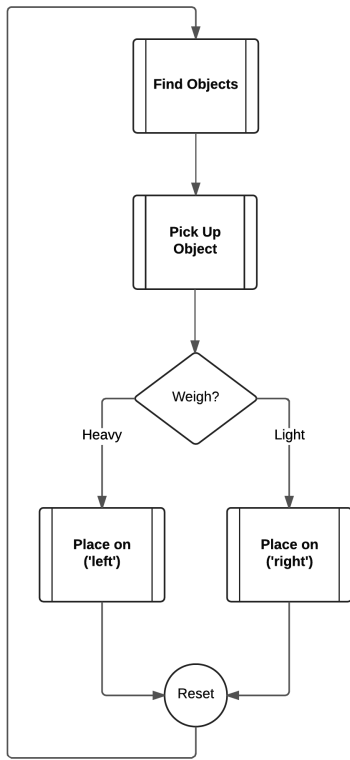 Find Objects
Pick Up
Object
Weigh?
Heavy
Light
Place on
('left')
Place on
('right')
Reset